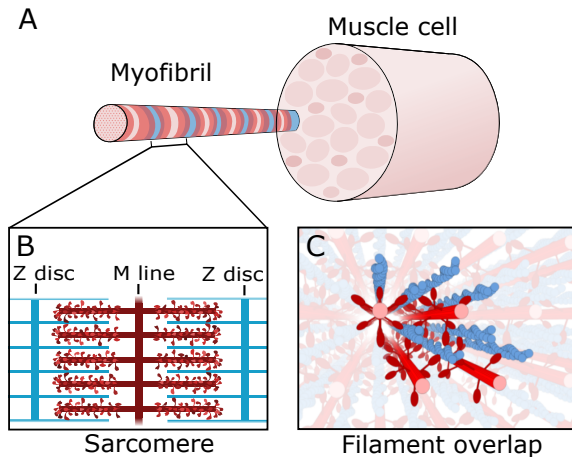 A
Muscle cell
Myofibril
B
Z disc
M line
Z disc
Sarcomere
C
Filament overlap